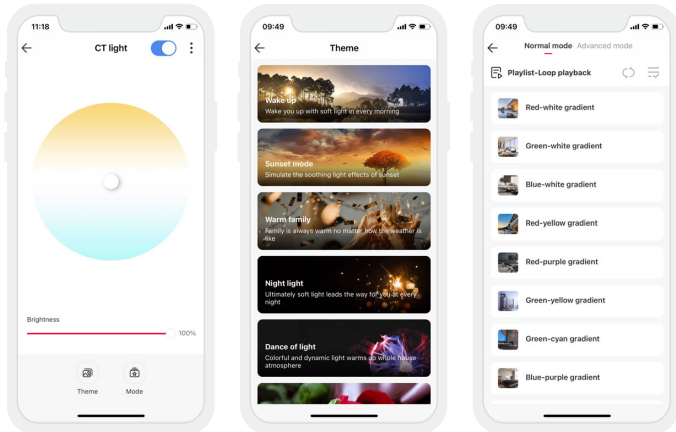 11:18
CT light
Brightness
100%
Theme
Mode
09:49
Theme
Wake up
Wake you up with soft light in every morning
Sunset mode
Simulate the soothing light effects of sunset
Warm family
Family is always warm no matter how the weather is
like
Night light
Ultimately soft light leads the way for you at every
night
Dance of light
Colorful and dynamic light warms up whole house
atmosphere
09:49
Normal mode Advanced mode
Playlist-Loop playback
Red-white gradient
Green-white gradient
Blue-white gradient
Red-yellow gradient
Red-purple gradient
Green-yellow gradient
Green-cyan gradient
Blue-purple gradient